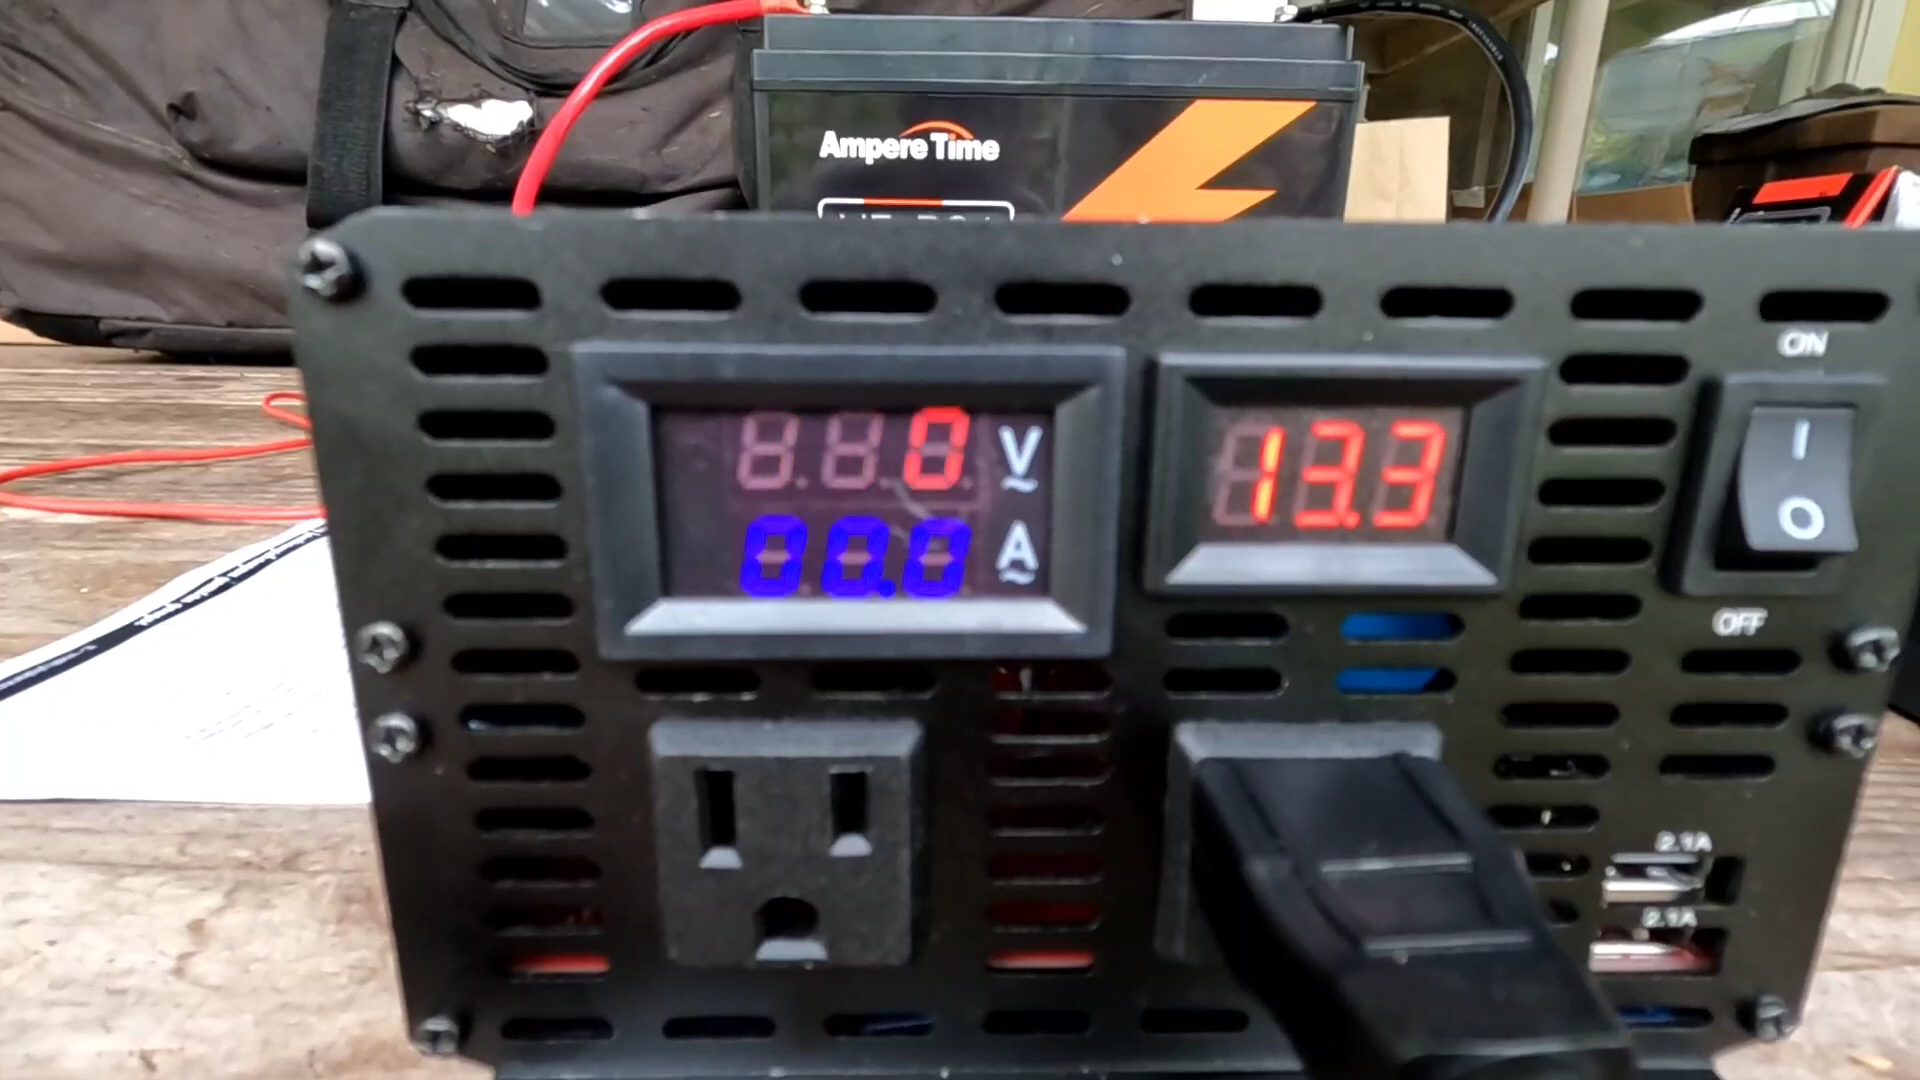 Ampere Time
ON
0 V
00.0 A
13.3
I
O
OFF
2.1A
2.1A